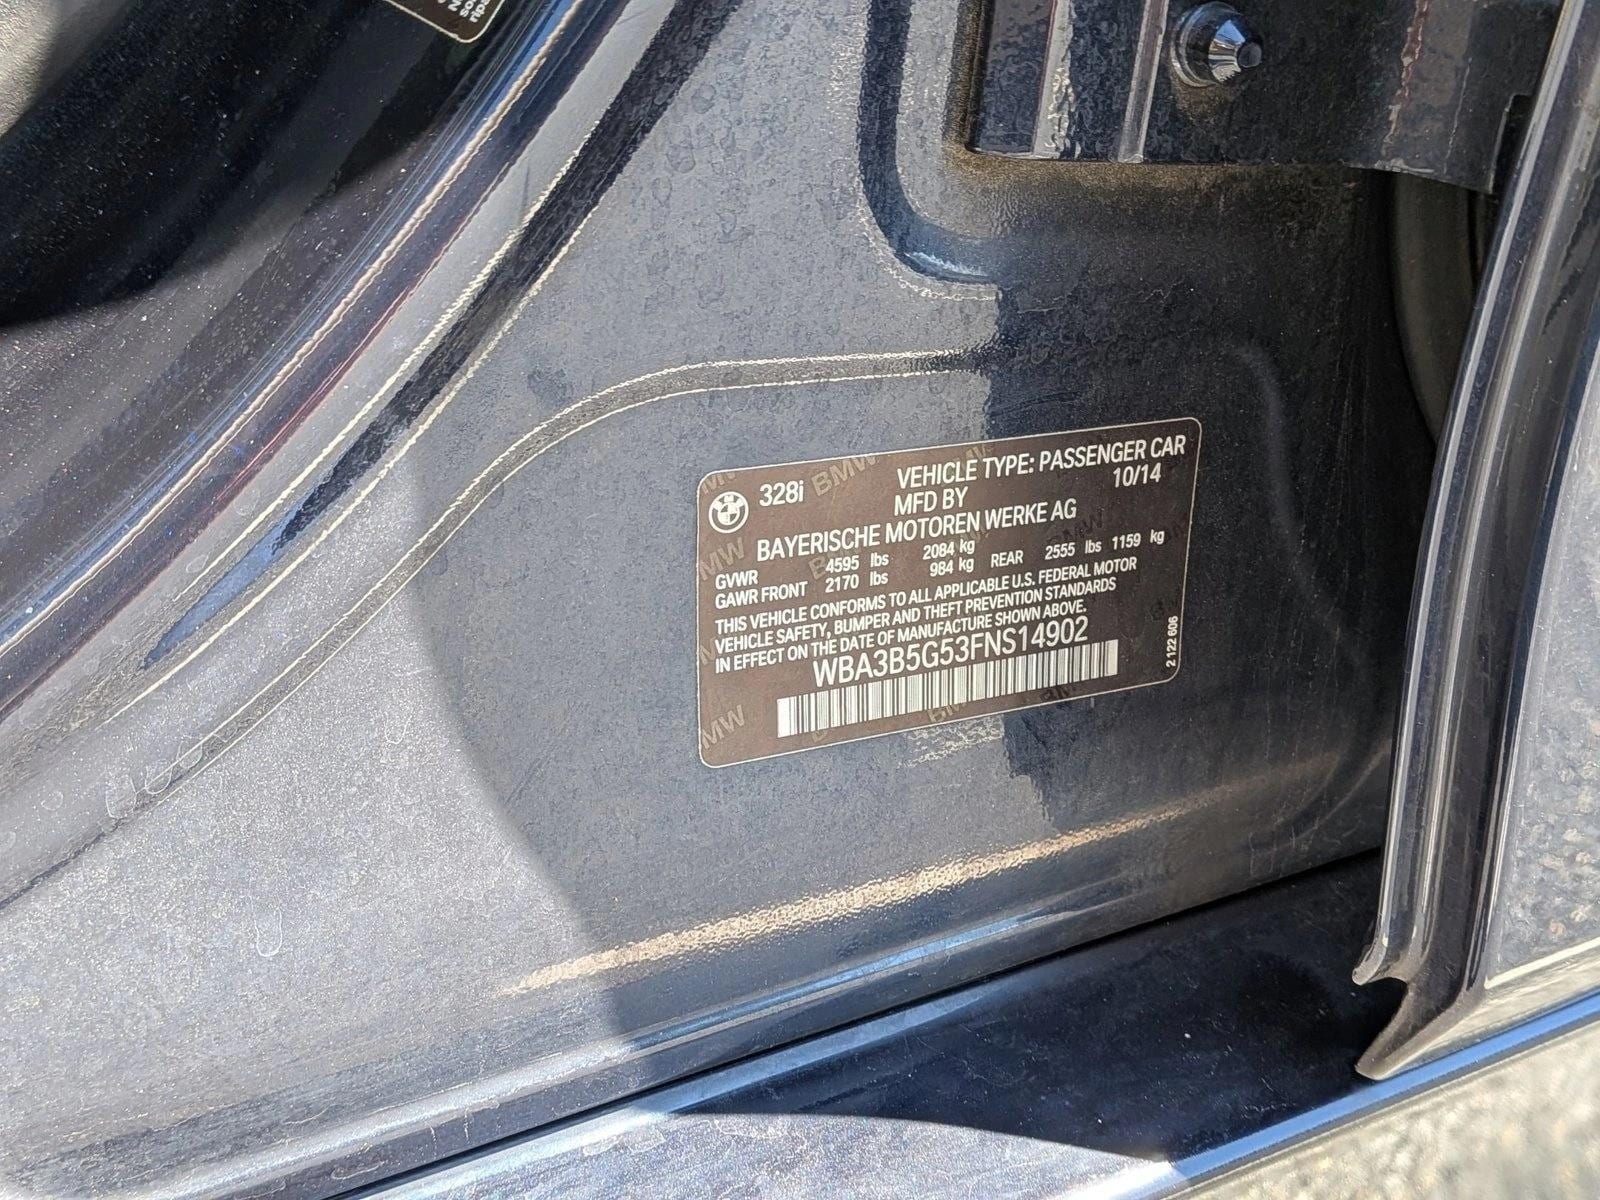 328i VEHICLE TYPE: PASSENGER CAR
MFD BY 10/14
BAYERISCHE MOTOREN WERKE AG
GVWR 4595 lbs 2084 kg
GAWR FRONT 2170 lbs 984 kg REAR 2555 lbs 1159 kg
THIS VEHICLE CONFORMS TO ALL APPLICABLE U.S. FEDERAL MOTOR
VEHICLE SAFETY, BUMPER AND THEFT PREVENTION STANDARDS
IN EFFECT ON THE DATE OF MANUFACTURE SHOWN ABOVE.
WBA3B5G53FNS14902
2 122 606